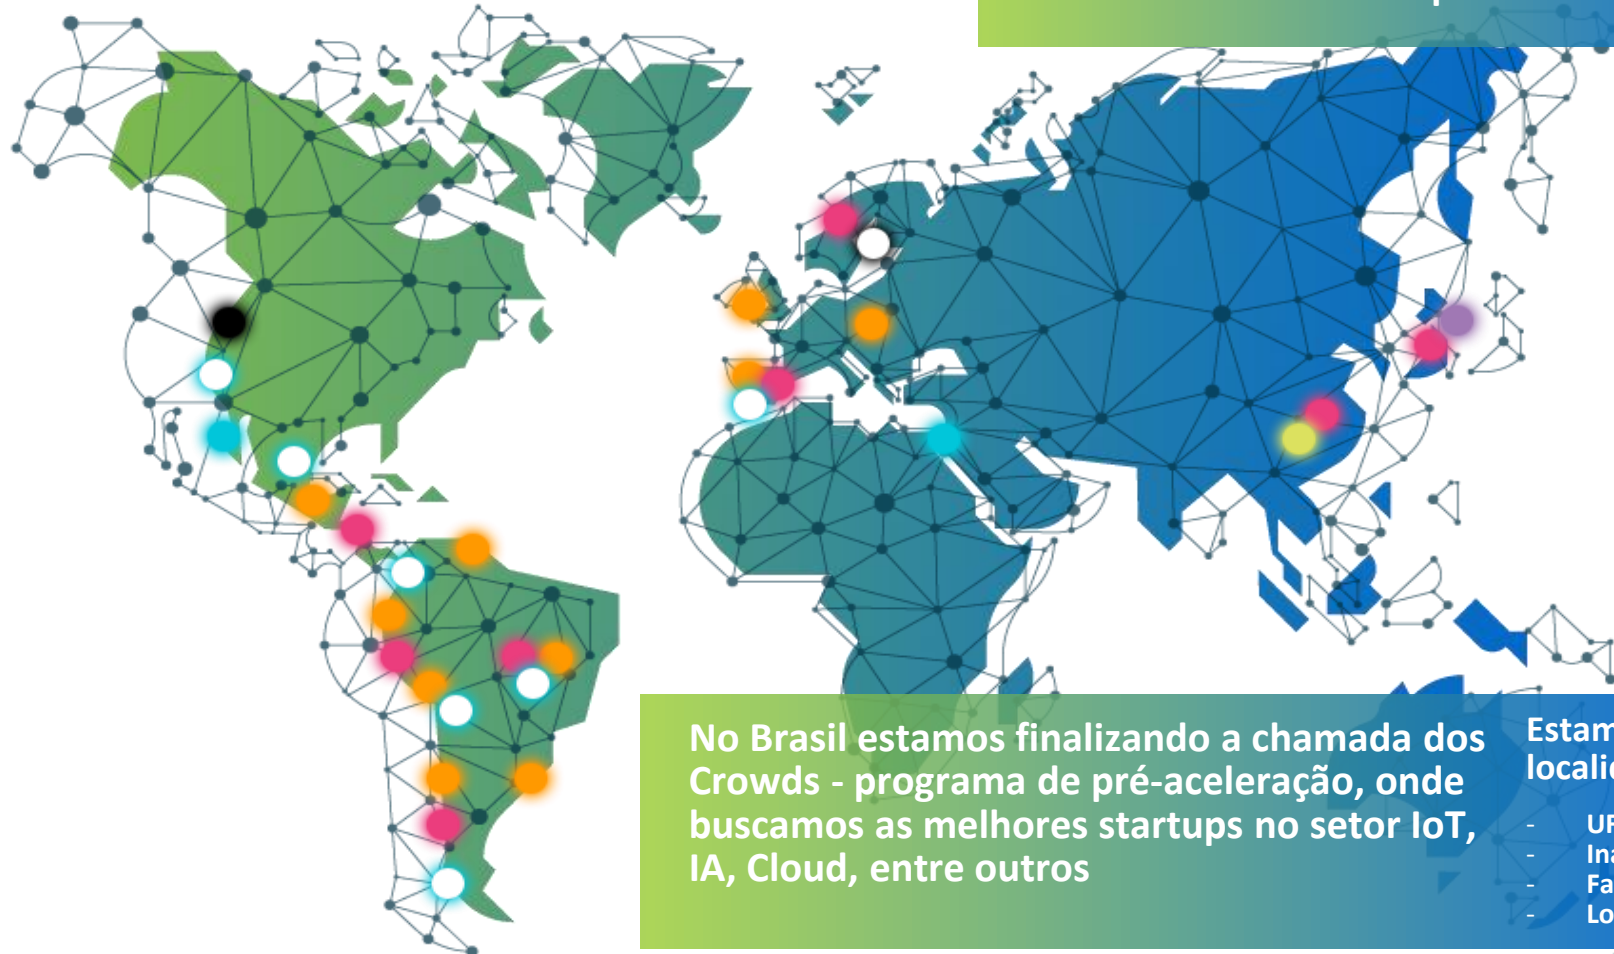 No Brasil estamos finalizando a chamada dos
Crowds - programa de pré-aceleração, onde
buscamos as melhores startups no setor IoT,
IA, Cloud, entre outros
-
-
-
-